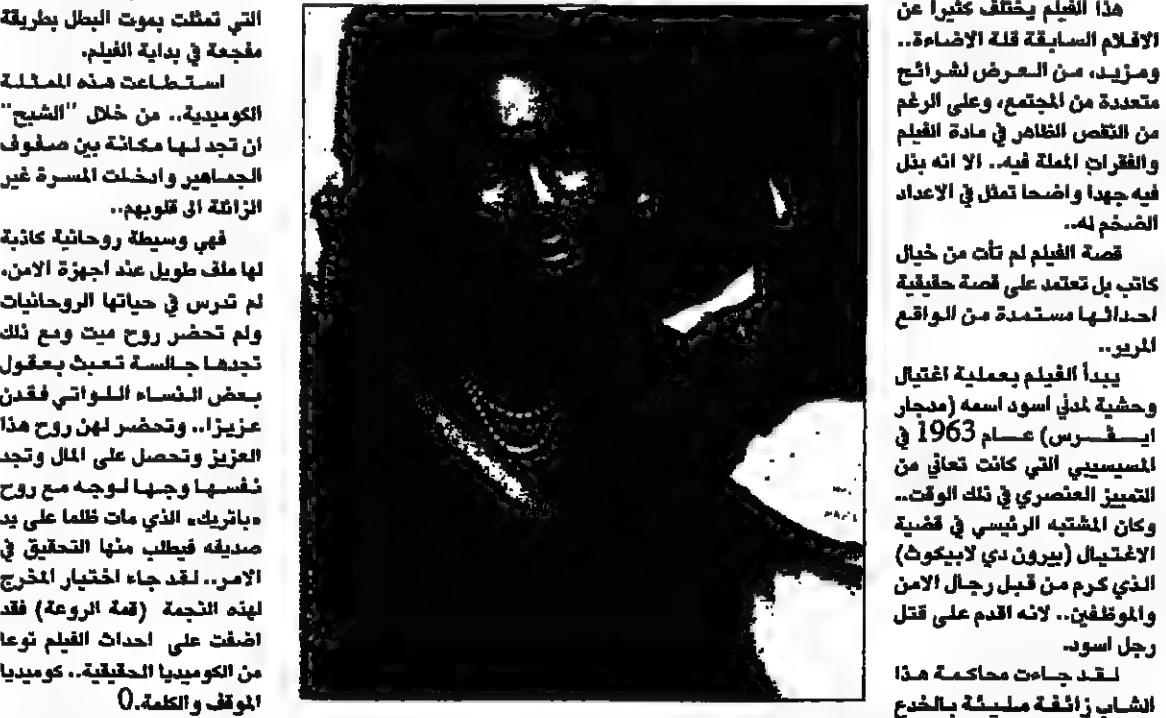 هذا الفيلم يختلف كثيرا عن
الافلام السابقة قلة الاضاءة..
ومزيد، من العرض لشرائح
متعددة من المجتمع، وعلى الرغم
من النقص الظاهر في مادة الفيلم
والفقرات المملة فيه.. الا انه بذل
فيه جهدا واضحا تمثل في الاعداد
الضخم له..
قصة الفيلم لم تأت من خيال
كاتب بل تعتمد على قصة حقيقية
احداثها مستمدة من الواقع
المرير..
يبدأ الفيلم بعملية اغتيال
وحشية لمدني اسود اسمه (مدجار
ايفرس) عام 1963 في
المسيسيبي التي كانت تعاني من
التمييز العنصري في ذلك الوقت..
وكان المشتبه الرئيسي في قضية
الاغتيال (بيرون دي لابيكوث)
الذي كرم من قبل رجال الامن
والموظفين.. لانه اقدم على قتل
رجل اسود.
لقد جاءت محاكمة هذا
الشاب زائفة مليئة بالخدع
التي تمثلت بموت البطل بطريقة
مفجعة في بداية الفيلم.
استطاعت هذه الممثلة
الكوميدية.. من خلال "الشبح"
ان تجد لها مكانة بين صفوف
الجماهير وادخلت المسرة غير
الزائلة الى قلوبهم..
فهي وسيطة روحانية كاذبة
لها ملف طويل عند اجهزة الامن.
لم تدرس في حياتها الروحانيات
ولم تحضر روح ميت ومع ذلك
تجدها جالسة تعبث بعقول
بعض النساء اللواتي فقدن
عزيزا.. وتحضر لهن روح هذا
العزيز وتحصل على المال وتجد
نفسها وجها لوجه مع روح
«باتريك» الذي مات ظلما على يد
صديقه فيطلب منها التحقيق في
الامر.. لقد جاء اختيار المخرج
لهذه النجمة (قمة الروعة) فقد
اضفت على احداث الفيلم نوعا
من الكوميديا الحقيقية.. كوميديا
الموقف والكلمة.0